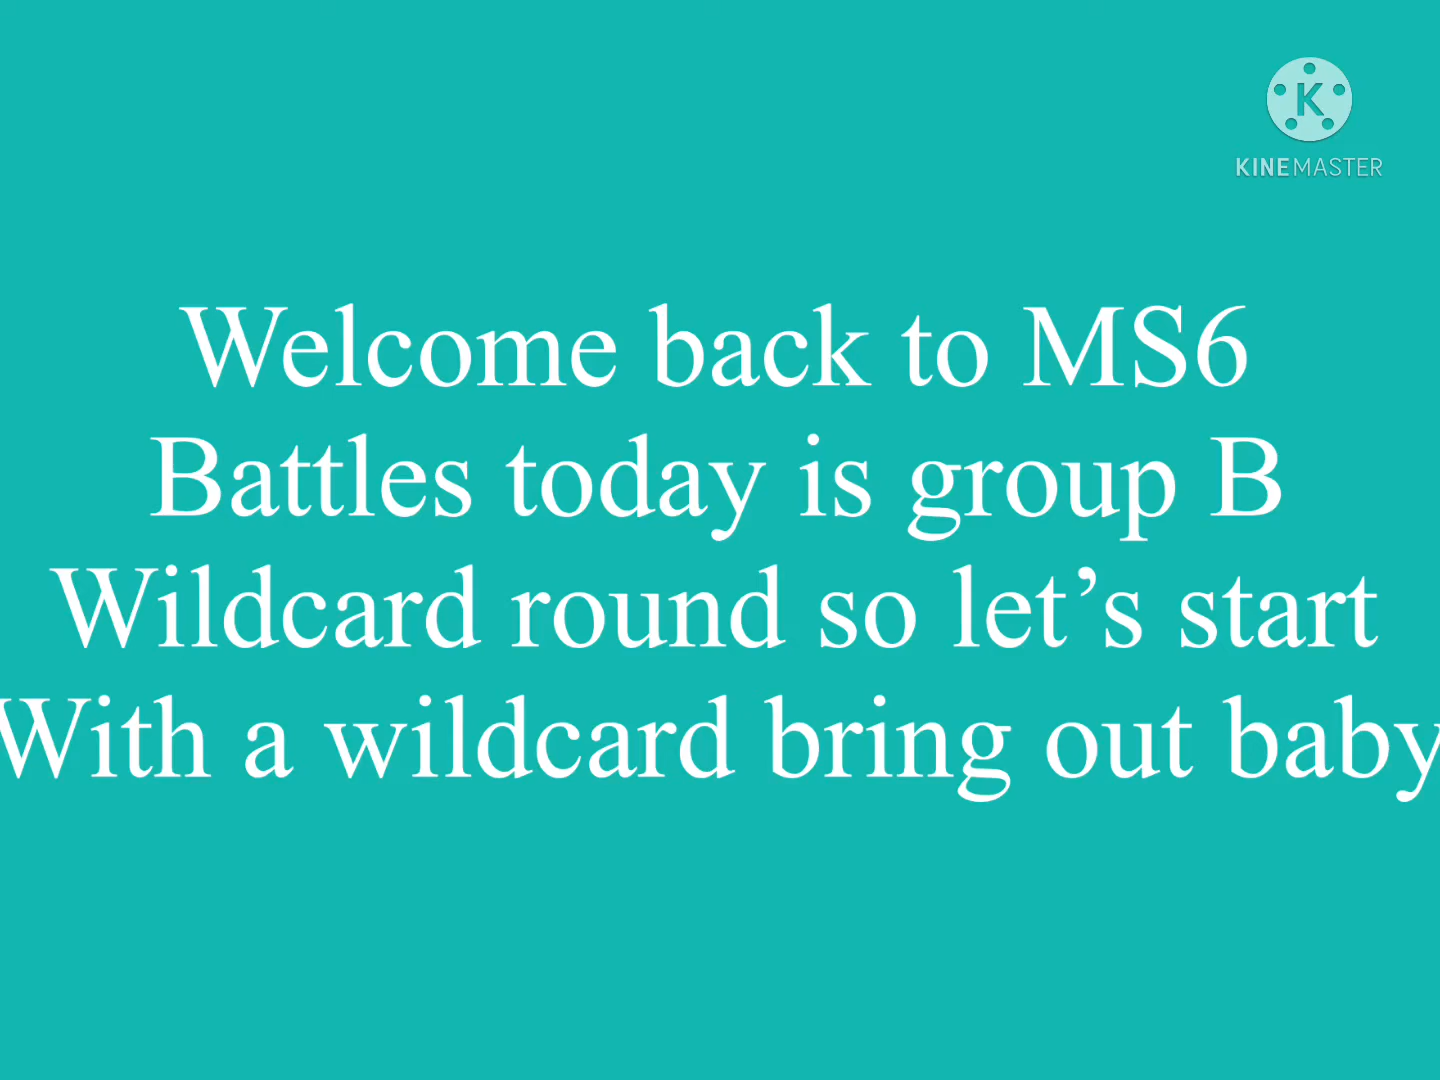 K
KINEMASTER
Welcome back to MS6
Battles today is group B
Wildcard round so let’s start
With a wildcard bring out baby